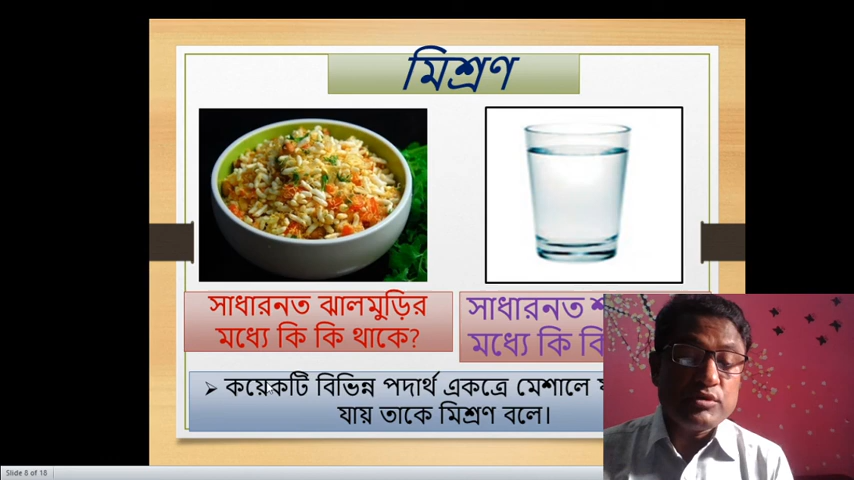 মিশ্রণ
সাধারনত ঝালমুড়ির
মধ্যে কি কি থাকে?
সাধারনত
মধ্যে কি কি
➢ কয়েকটি বিভিন্ন পদার্থ একত্রে মেশালে
যায় তাকে মিশ্রণ বলে।
Slide 8 of 18